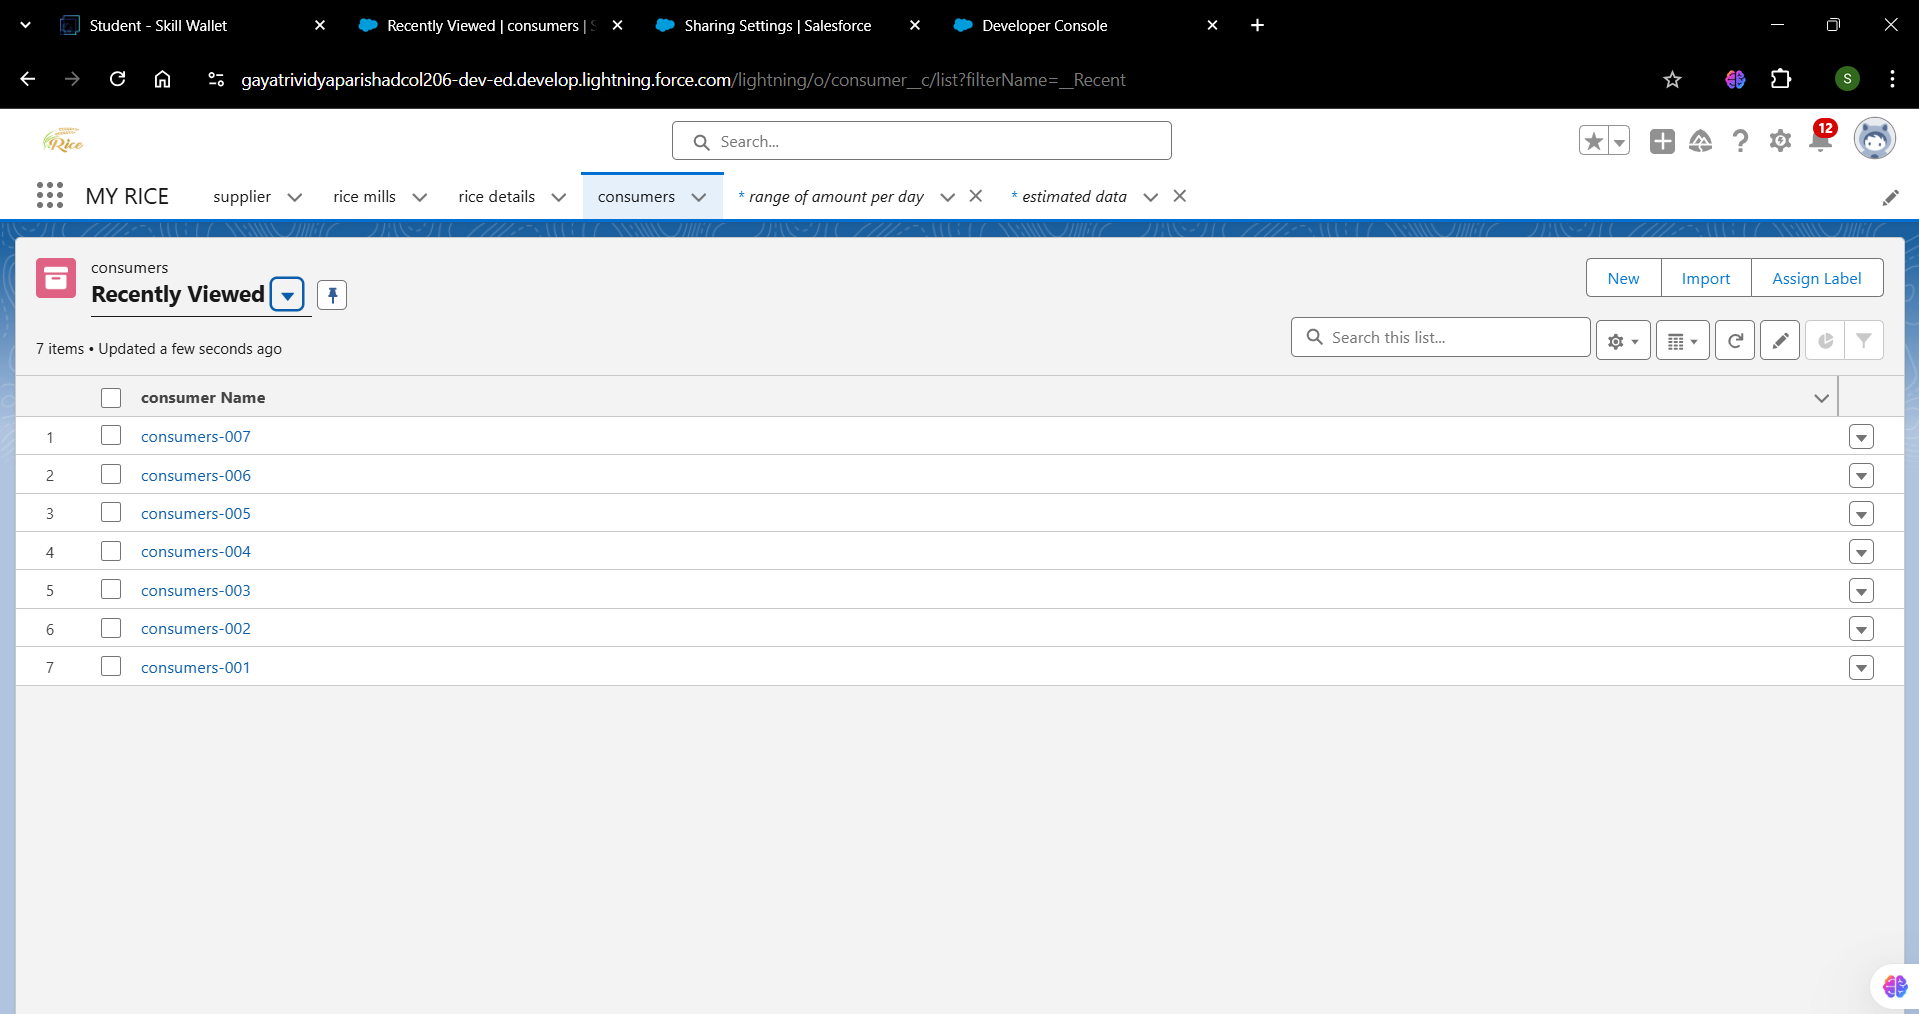 Student - Skill Wallet
Recently Viewed | consumers |
Sharing Settings | Salesforce
Developer Console
gayatrividyaparishadcol206-dev-ed.develop.lightning.force.com/lightning/o/consumer__c/list?filterName=__Recent
S
Rice
Search...
12
MY RICE
supplier
rice mills
rice details
consumers
* range of amount per day
* estimated data
consumers
Recently Viewed
New
Import
Assign Label
7 items • Updated a few seconds ago
Search this list...
consumer Name
1 consumers-007
2 consumers-006
3 consumers-005
4 consumers-004
5 consumers-003
6 consumers-002
7 consumers-001